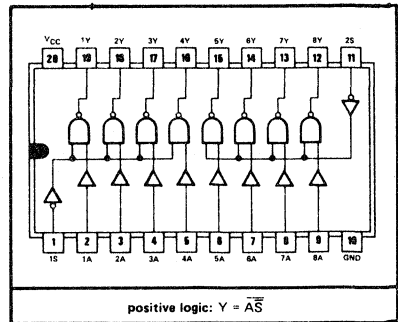 VCC 1Y 2Y 3Y 4Y 5Y 6Y 7Y 8Y 2S
20 19 18 17 16 15 14 13 12 11
1 2 3 4 5 6 7 8 9 10
1S 1A 2A 3A 4A 5A 6A 7A 8A GND
positive logic: Y = A̅S̿